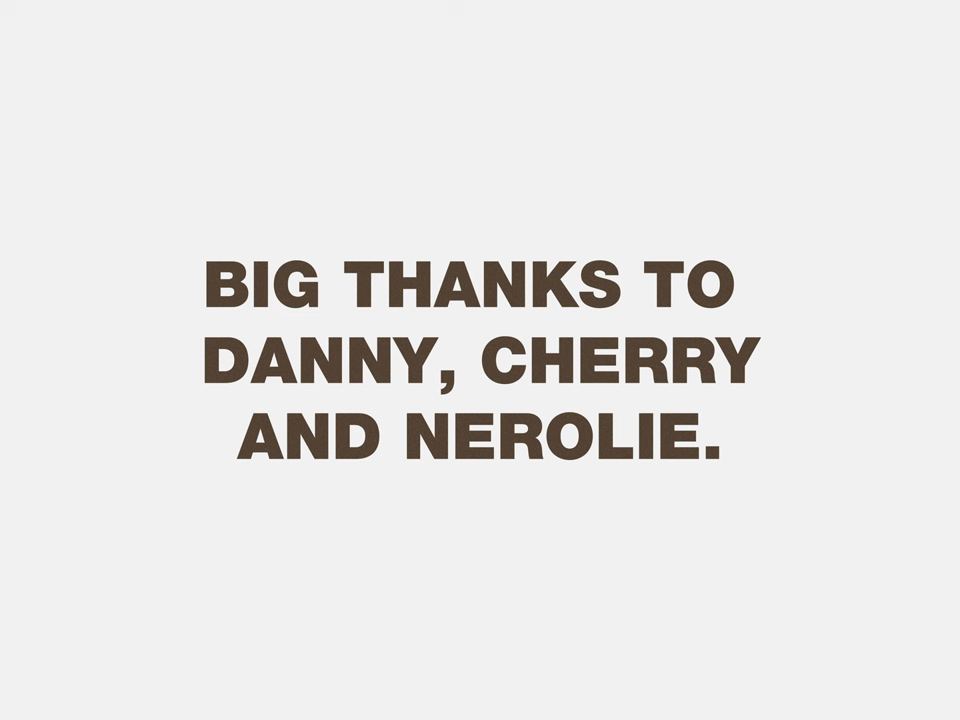 BIG THANKS TO
DANNY, CHERRY
AND NEROLIE.